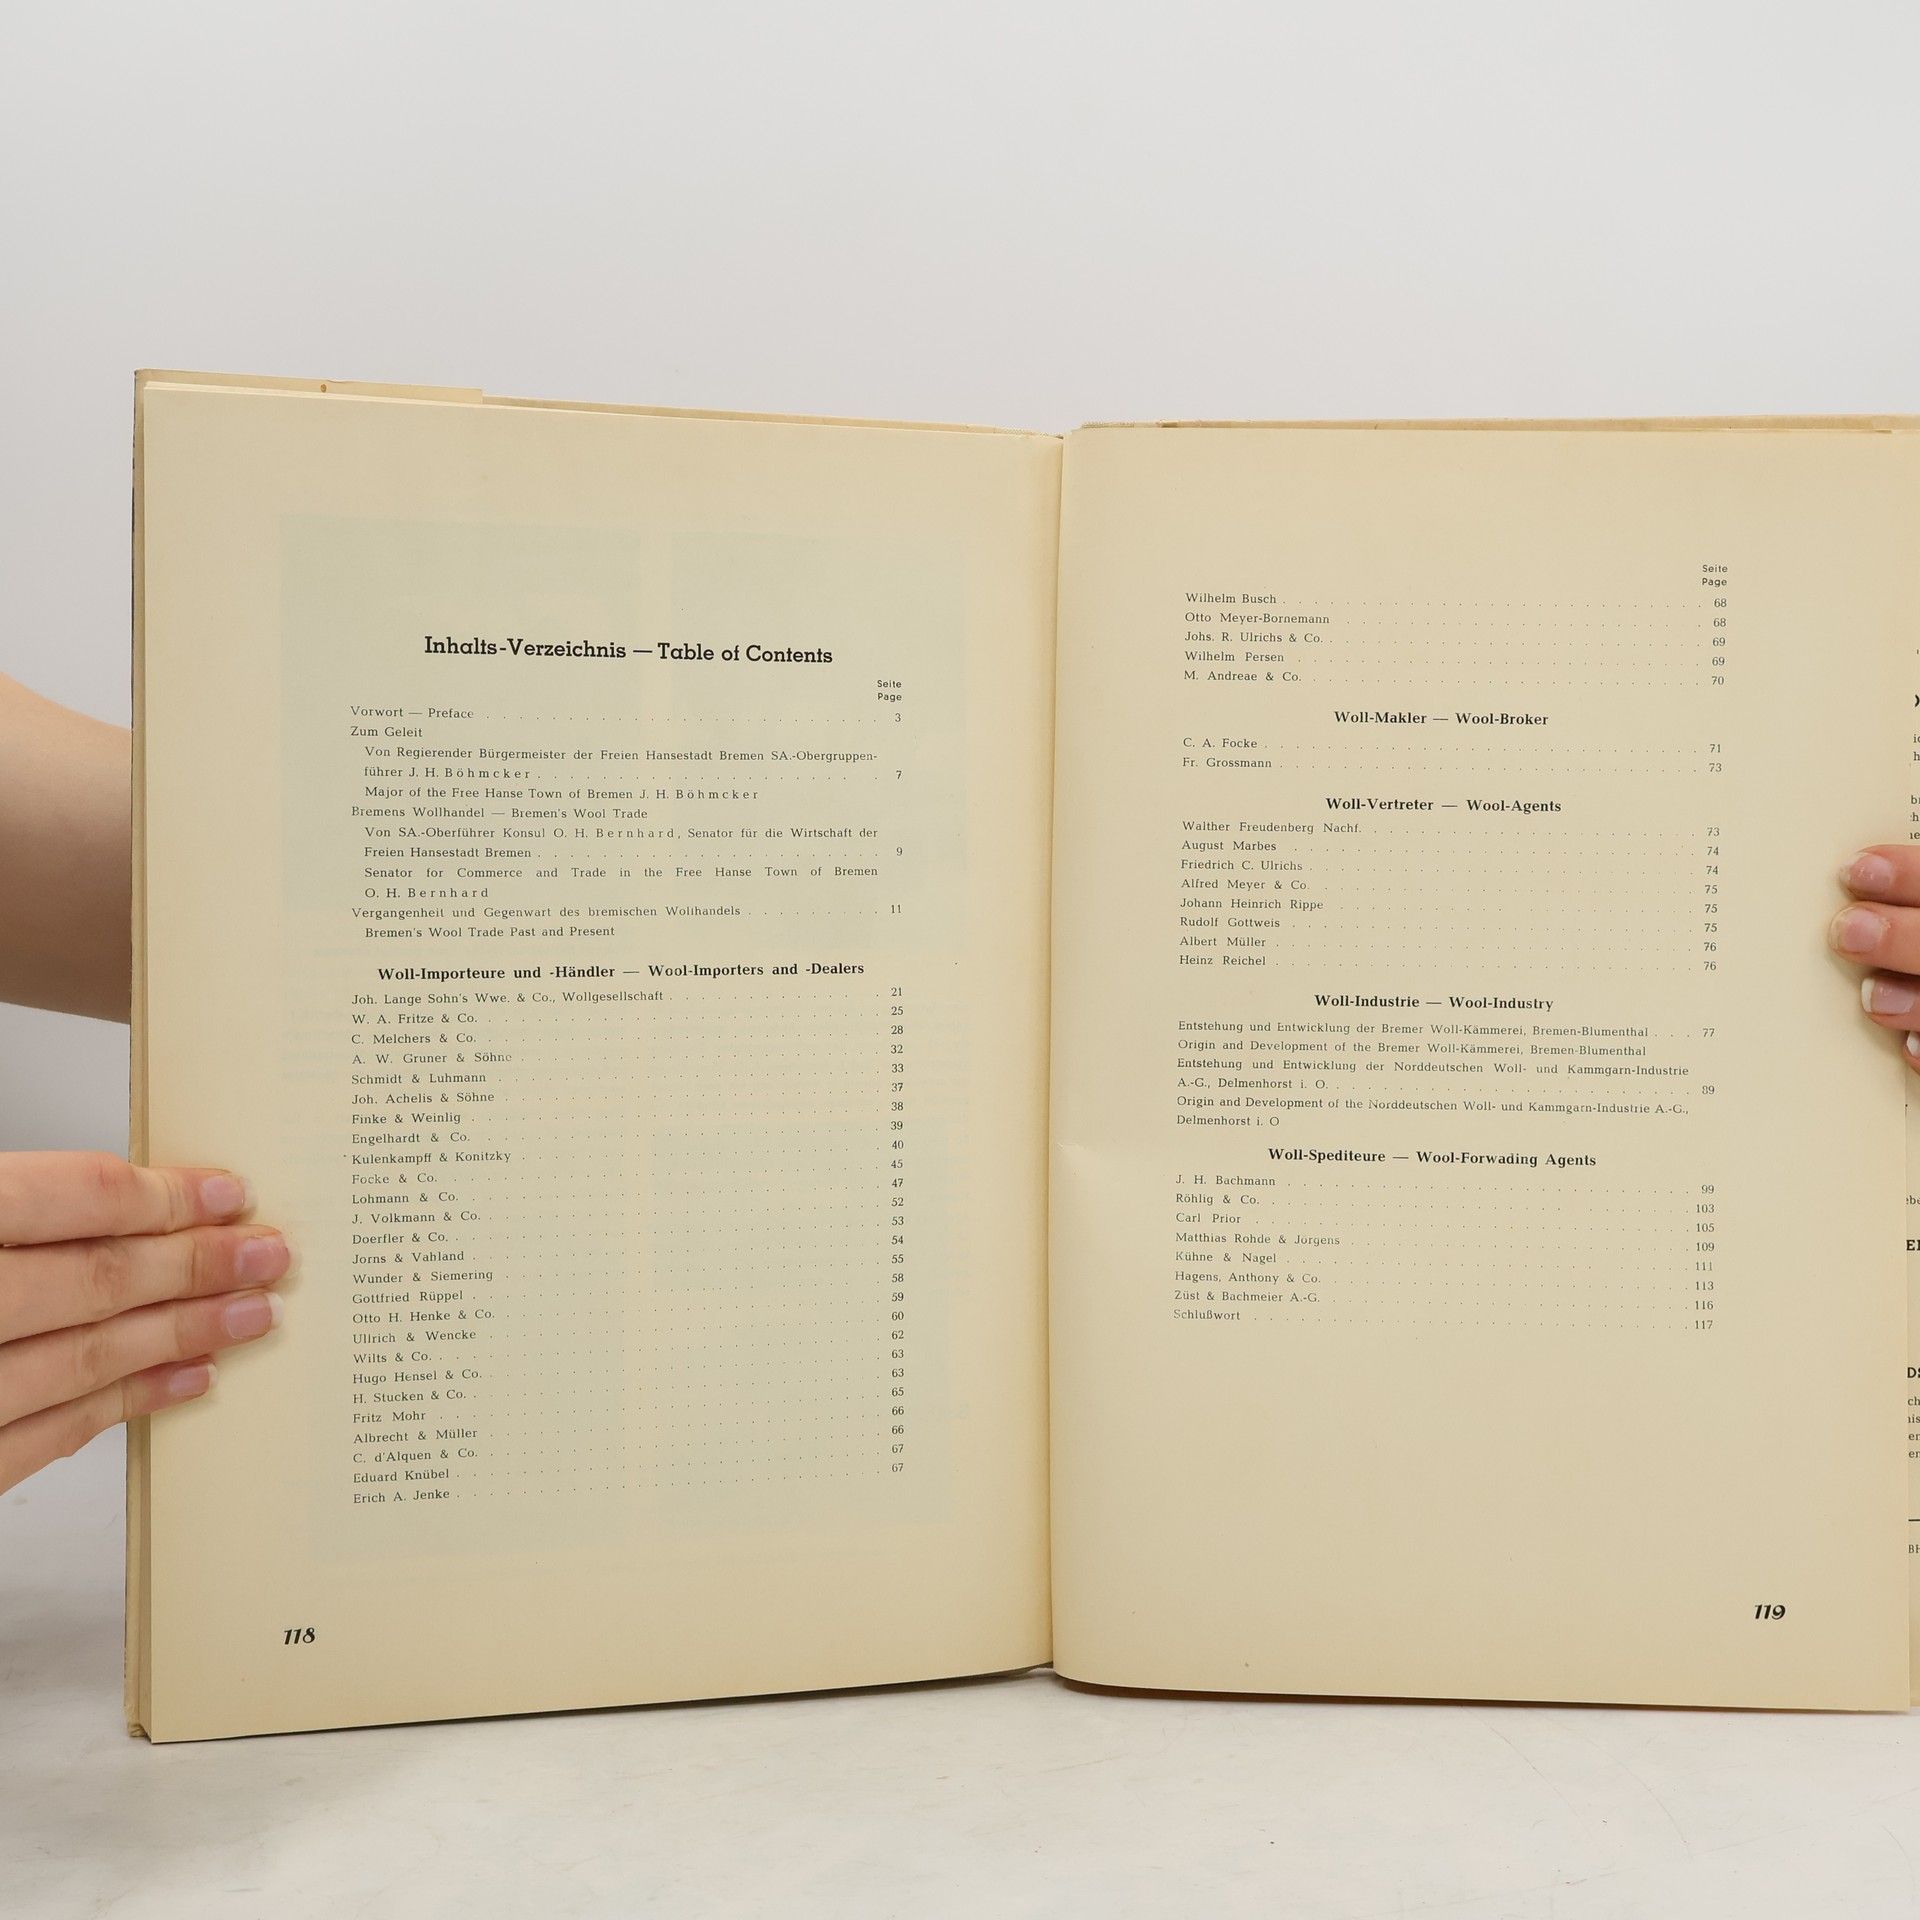 Inhalts-Verzeichnis — Table of Contents
Seite
Page
Vorwort — Preface . . . . . . . . 3
Zum Geleit
Von Regierender Bürgermeister der Freien Hansestadt Bremen SA.-Obergruppen-
führer J. H. Böhmcker . . . . . . . . 7
Major of the Free Hanse Town of Bremen J. H. Böhmcker
Bremens Wollhandel — Bremen's Wool Trade
Von SA.-Oberführer Konsul O. H. Bernhard, Senator für die Wirtschaft der
Freien Hansestadt Bremen . . . . . . . . 9
Senator for Commerce and Trade in the Free Hanse Town of Bremen
O. H. Bernhard
Vergangenheit und Gegenwart des bremischen Wollhandels . . . . . . . . 11
Bremen's Wool Trade Past and Present
Woll-Importeure und -Händler — Wool-Importers and -Dealers
Joh. Lange Sohn's Wwe. & Co., Wollgesellschaft . . . . . . . . 21
W. A. Fritze & Co. . . . . . . . . 25
C. Melchers & Co. . . . . . . . . 28
A. W. Gruner & Söhne . . . . . . . . 32
Schmidt & Luhmann . . . . . . . . 33
Joh. Achelis & Söhne . . . . . . . . 37
Finke & Weinlig . . . . . . . . 38
Engelhardt & Co. . . . . . . . . 39
Kulenkampff & Konitzky . . . . . . . . 40
Focke & Co. . . . . . . . . 45
Lohmann & Co. . . . . . . . . 47
J. Volkmann & Co. . . . . . . . . 52
Doerfler & Co. . . . . . . . . 53
Jorns & Vahland . . . . . . . . 54
Wunder & Siemering . . . . . . . . 55
Gottfried Rüppel . . . . . . . . 58
Otto H. Henke & Co. . . . . . . . . 59
Ullrich & Wencke . . . . . . . . 60
Wilts & Co. . . . . . . . . 62
Hugo Hensel & Co. . . . . . . . . 63
H. Stucken & Co. . . . . . . . . 63
Fritz Mohr . . . . . . . . 65
Albrecht & Müller . . . . . . . . 66
C. d'Alquen & Co. . . . . . . . . 66
Eduard Knübel . . . . . . . . 67
Erich A. Jenke . . . . . . . . 67
118
Seite
Page
Wilhelm Busch . . . . . . . . 68
Otto Meyer-Bornemann . . . . . . . . 68
Johs. R. Ulrichs & Co. . . . . . . . . 69
Wilhelm Persen . . . . . . . . 69
M. Andreae & Co. . . . . . . . . 70
Woll-Makler — Wool-Broker
C. A. Focke . . . . . . . . 71
Fr. Grossmann . . . . . . . . 73
Woll-Vertreter — Wool-Agents
Walther Freudenberg Nachf. . . . . . . . . 73
August Marbes . . . . . . . . 74
Friedrich C. Ulrichs . . . . . . . . 74
Alfred Meyer & Co. . . . . . . . . 75
Johann Heinrich Rippe . . . . . . . . 75
Rudolf Gottweis . . . . . . . . 75
Albert Müller . . . . . . . . 76
Heinz Reichel . . . . . . . . 76
Woll-Industrie — Wool-Industry
Entstehung und Entwicklung der Bremer Woll-Kämmerei, Bremen-Blumenthal . . . 77
Origin and Development of the Bremer Woll-Kämmerei, Bremen-Blumenthal
Entstehung und Entwicklung der Norddeutschen Woll- und Kammgarn-Industrie
A.-G., Delmenhorst i. O. . . . . . . . . 89
Origin and Development of the Norddeutschen Woll- und Kammgarn-Industrie A.-G.,
Delmenhorst i. O
Woll-Spediteure — Wool-Forwading Agents
J. H. Bachmann . . . . . . . . 99
Röhlig & Co. . . . . . . . . 103
Carl Prior . . . . . . . . 105
Matthias Rohde & Jörgens . . . . . . . . 109
Kühne & Nagel . . . . . . . . 111
Hagens, Anthony & Co. . . . . . . . . 113
Züst & Bachmeier A.-G. . . . . . . . . 116
Schlußwort . . . . . . . . 117
119